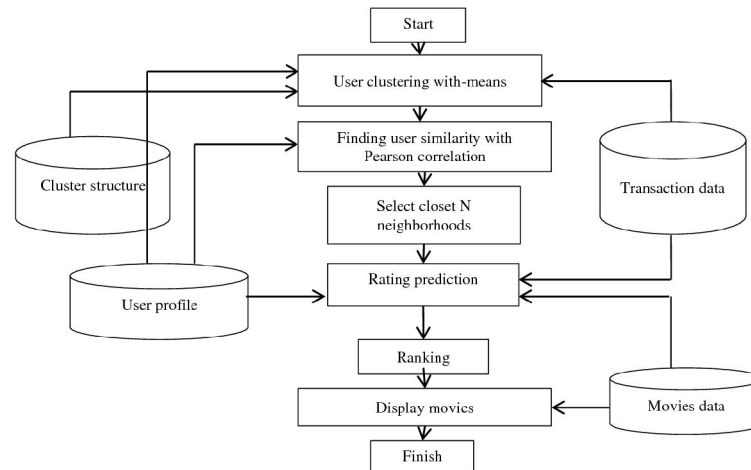 Start
User clustering with-means
Finding user similarity with
Pearson correlation
Cluster structure
Transaction data
Select closet N
neighborhoods
User profile
Rating prediction
Ranking
Display movics
Movies data
Finish